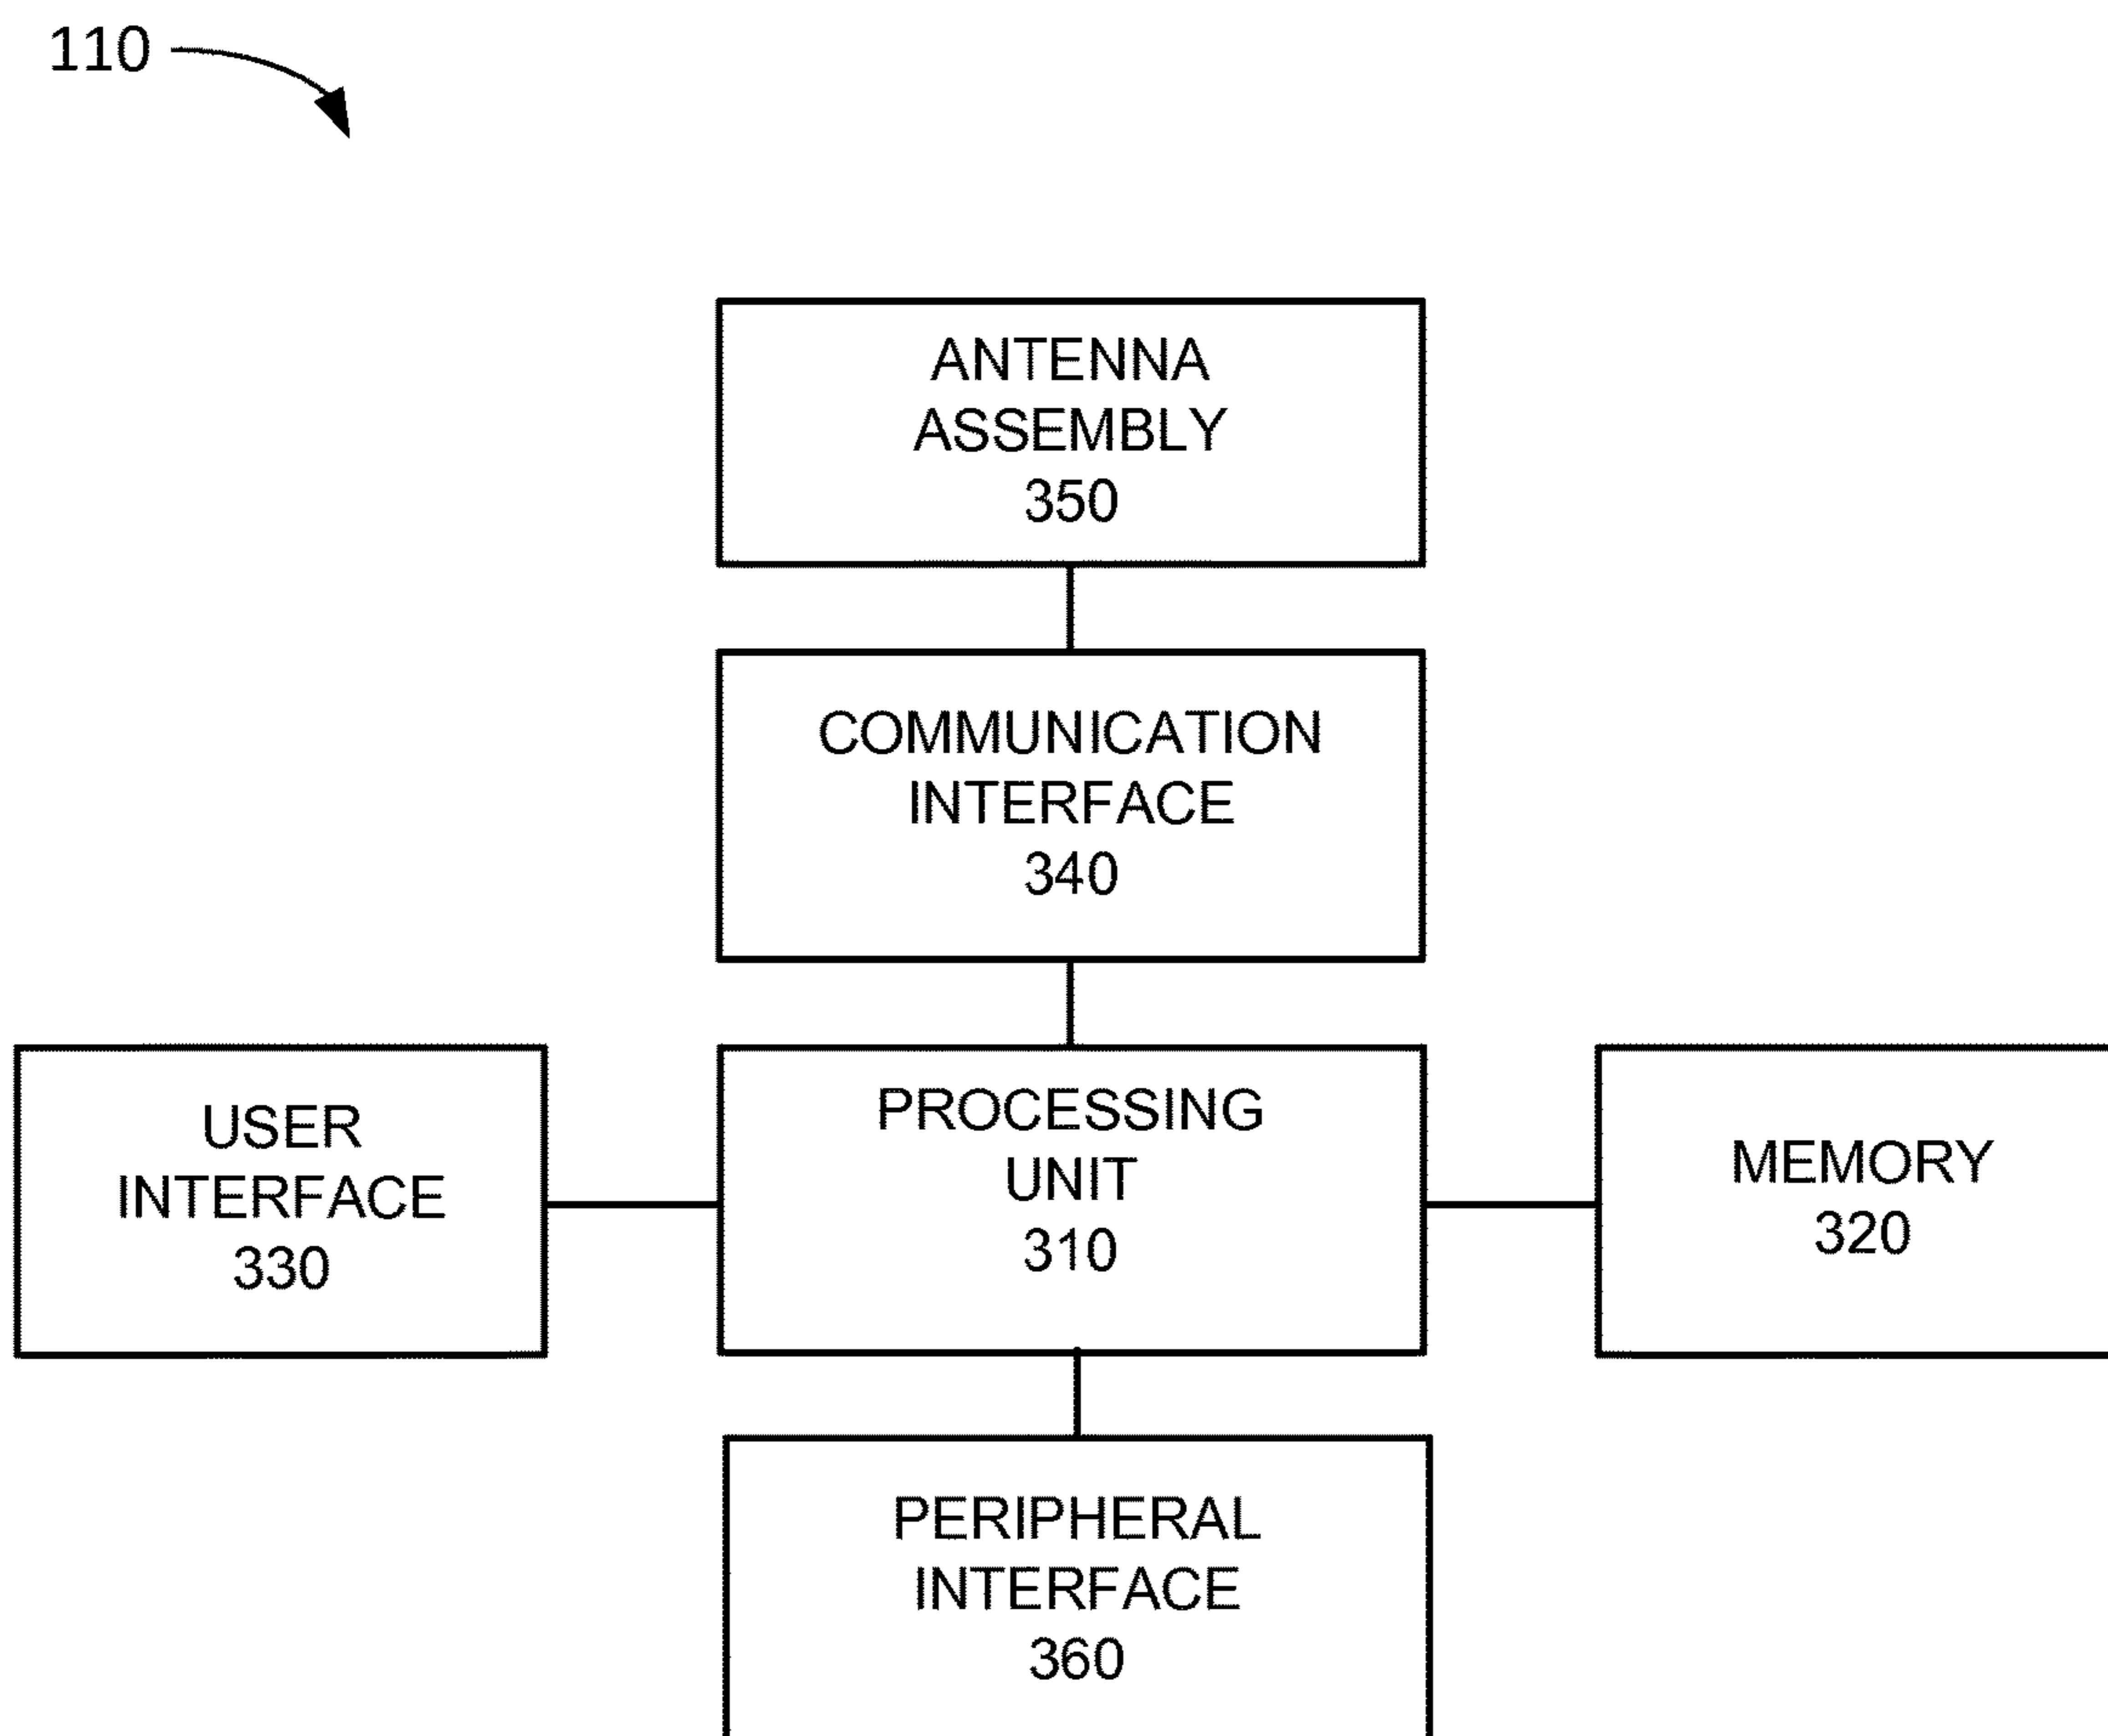 110
ANTENNA
ASSEMBLY
350
COMMUNICATION
INTERFACE
340
USER
INTERFACE
330
PROCESSING
UNIT
310
MEMORY
320
PERIPHERAL
INTERFACE
360